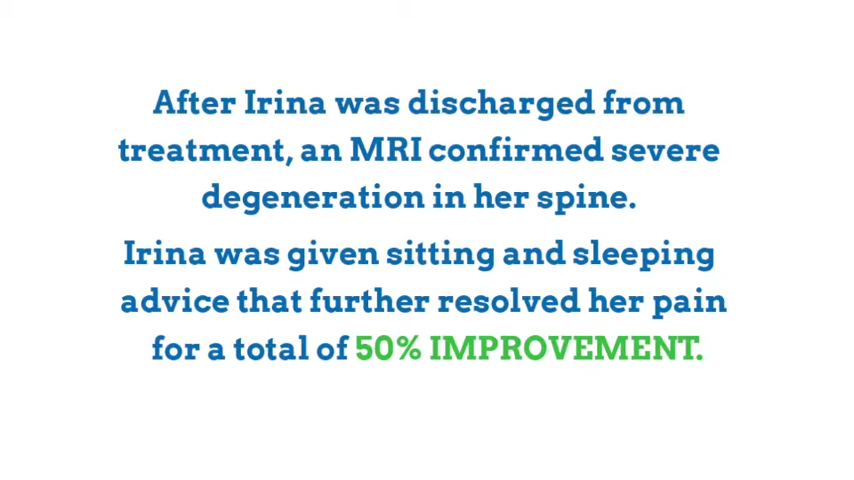 After Irina was discharged from
treatment, an MRI confirmed severe
degeneration in her spine.
Irina was given sitting and sleeping
advice that further resolved her pain
for a total of 50% IMPROVEMENT.